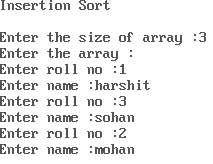 Insertion Sort
Enter the size of array :3
Enter the array :
Enter roll no :1
Enter name :harshit
Enter roll no :3
Enter name :sohan
Enter roll no :2
Enter name :mohan